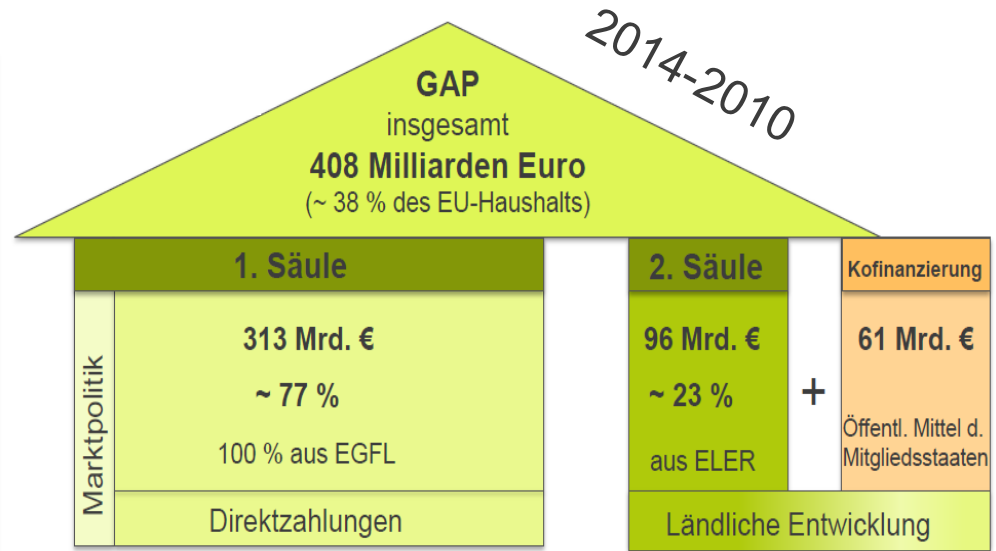 2014-2010
GAP
insgesamt
408 Milliarden Euro
(~ 38 % des EU-Haushalts)
1. Säule
2. Säule
Kofinanzierung
Marktpolitik
313 Mrd. €
~ 77 %
100 % aus EGFL
96 Mrd. €
~ 23 %
aus ELER
+
61 Mrd. €
Öffentl. Mittel d.
Mitgliedsstaaten
Direktzahlungen
Ländliche Entwicklung